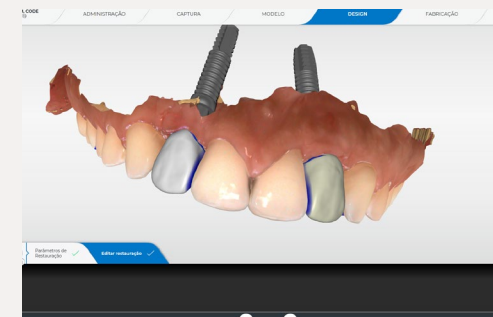 CODE
ADMINISTRAÇÃO
CAPTURA
MODELO
DESIGN
FABRICAÇÃO
Parâmetros de
Restauração
Editar restauração